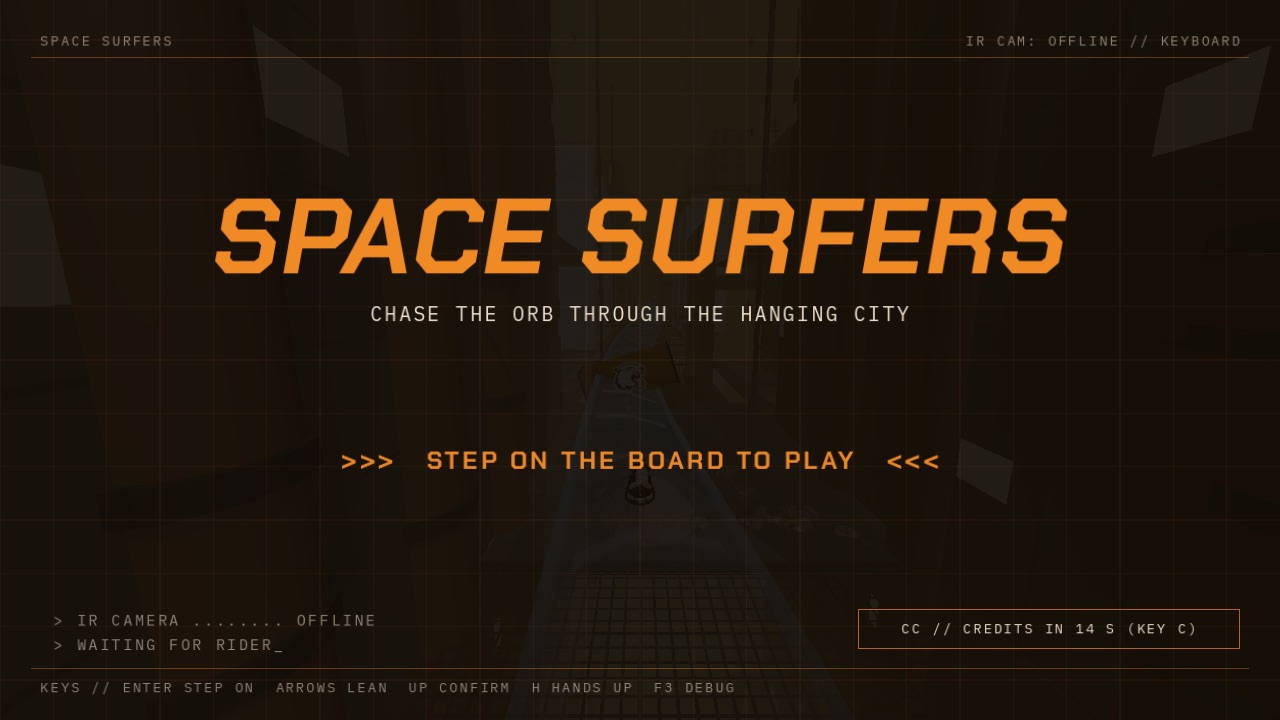 SPACE SURFERS
IR CAM: OFFLINE // KEYBOARD
SPACE SURFERS
CHASE THE ORB THROUGH THE HANGING CITY
>>> STEP ON THE BOARD TO PLAY <<<
> IR CAMERA ........ OFFLINE
> WAITING FOR RIDER_
CC // CREDITS IN 14 S (KEY C)
KEYS // ENTER STEP ON ARROWS LEAN UP CONFIRM H HANDS UP F3 DEBUG